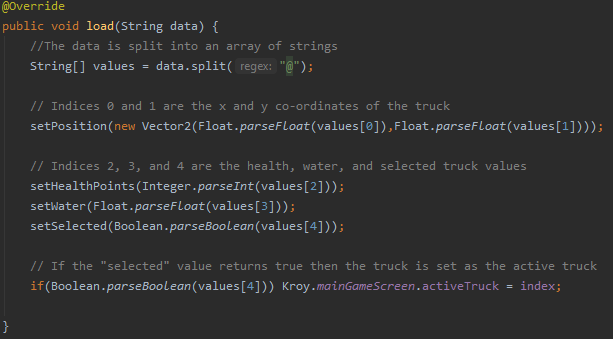 @Override
public void load(String data) {
//The data is split into an array of strings
String[] values = data.split( regex: "@");
// Indices 0 and 1 are the x and y co-ordinates of the truck
setPosition(new Vector2(Float.parseFloat(values[0]),Float.parseFloat(values[1])));
// Indices 2, 3, and 4 are the health, water, and selected truck values
setHealthPoints(Integer.parseInt(values[2]));
setWater(Float.parseFloat(values[3]));
setSelected(Boolean.parseBoolean(values[4]));
// If the "selected" value returns true then the truck is set as the active truck
if(Boolean.parseBoolean(values[4])) Kroy.mainGameScreen.activeTruck = index;
}